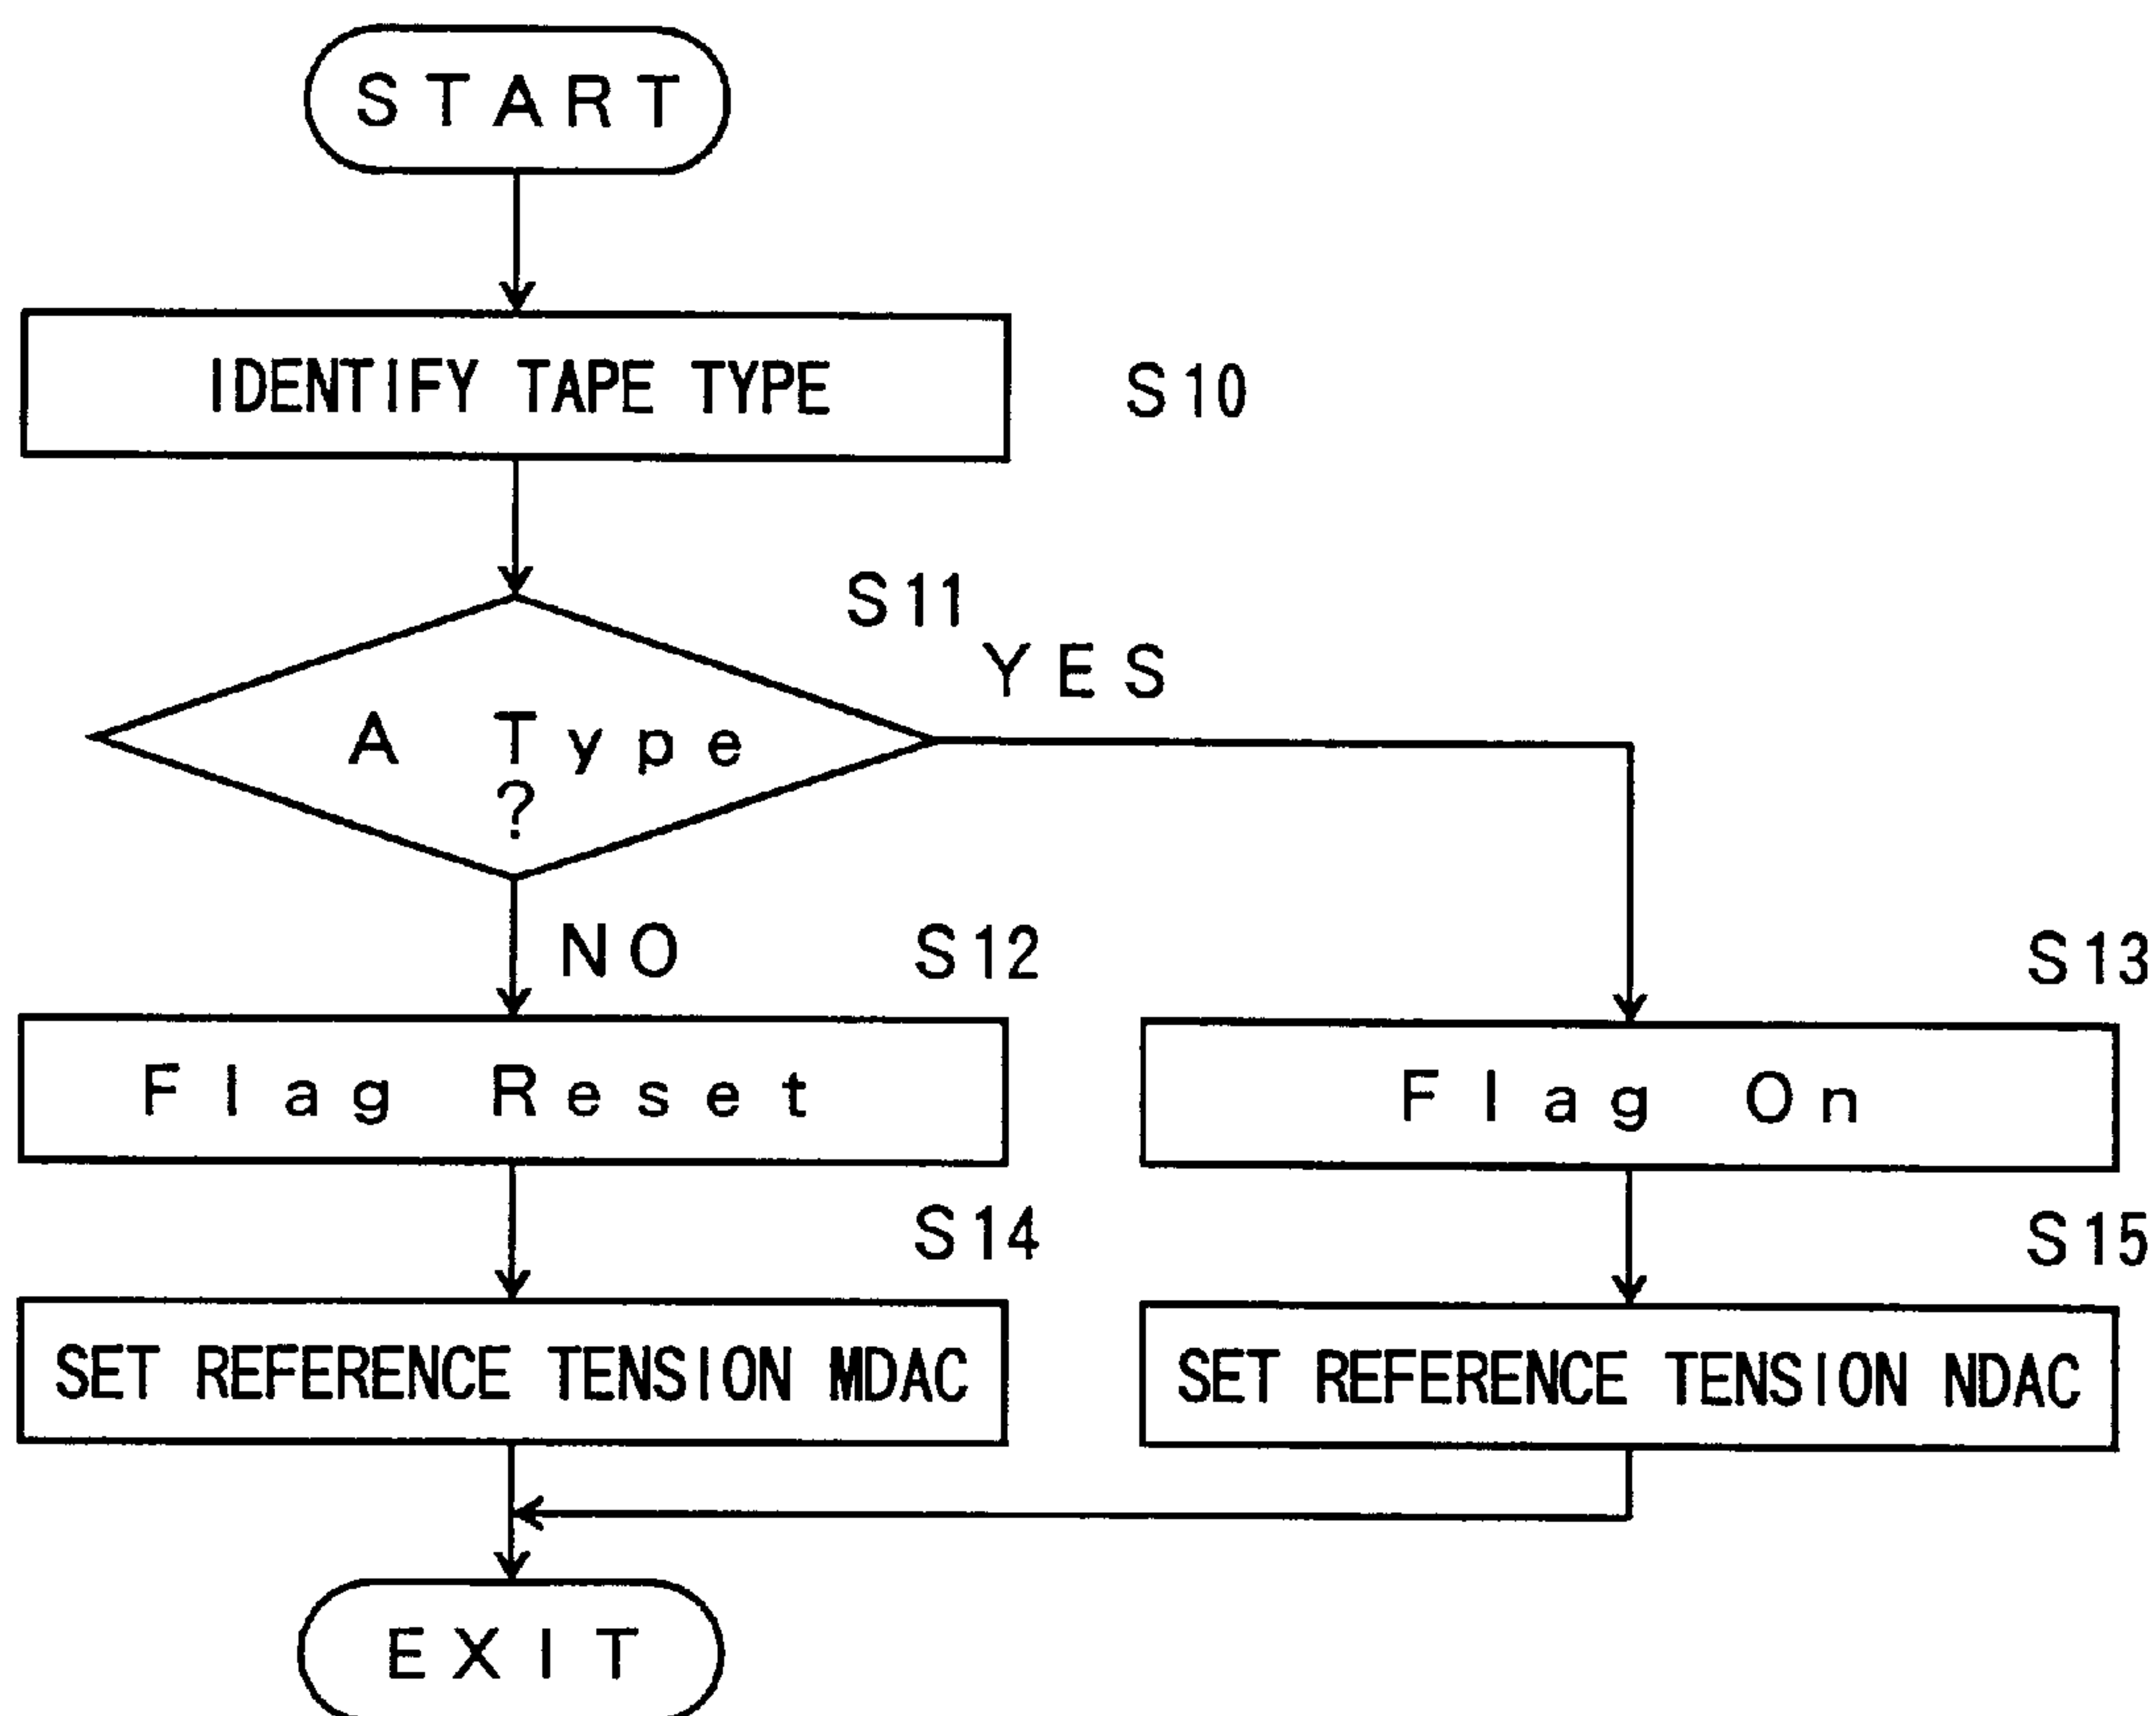 START
IDENTIFY TAPE TYPE
S10
S11
YES
A Type
?
NO
S12
S13
Flag Reset
Flag On
S14
S15
SET REFERENCE TENSION MDAC
SET REFERENCE TENSION NDAC
EXIT